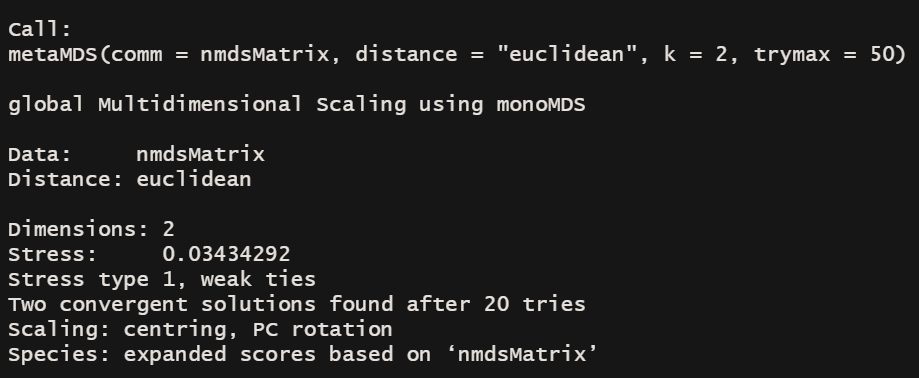 Call:
metaMDS(comm = nmdsMatrix, distance = "euclidean", k = 2, trymax = 50)
global Multidimensional Scaling using monoMDS
Data:     nmdsMatrix
Distance: euclidean
Dimensions: 2
Stress:     0.03434292
Stress type 1, weak ties
Two convergent solutions found after 20 tries
Scaling: centring, PC rotation
Species: expanded scores based on ‘nmdsMatrix’